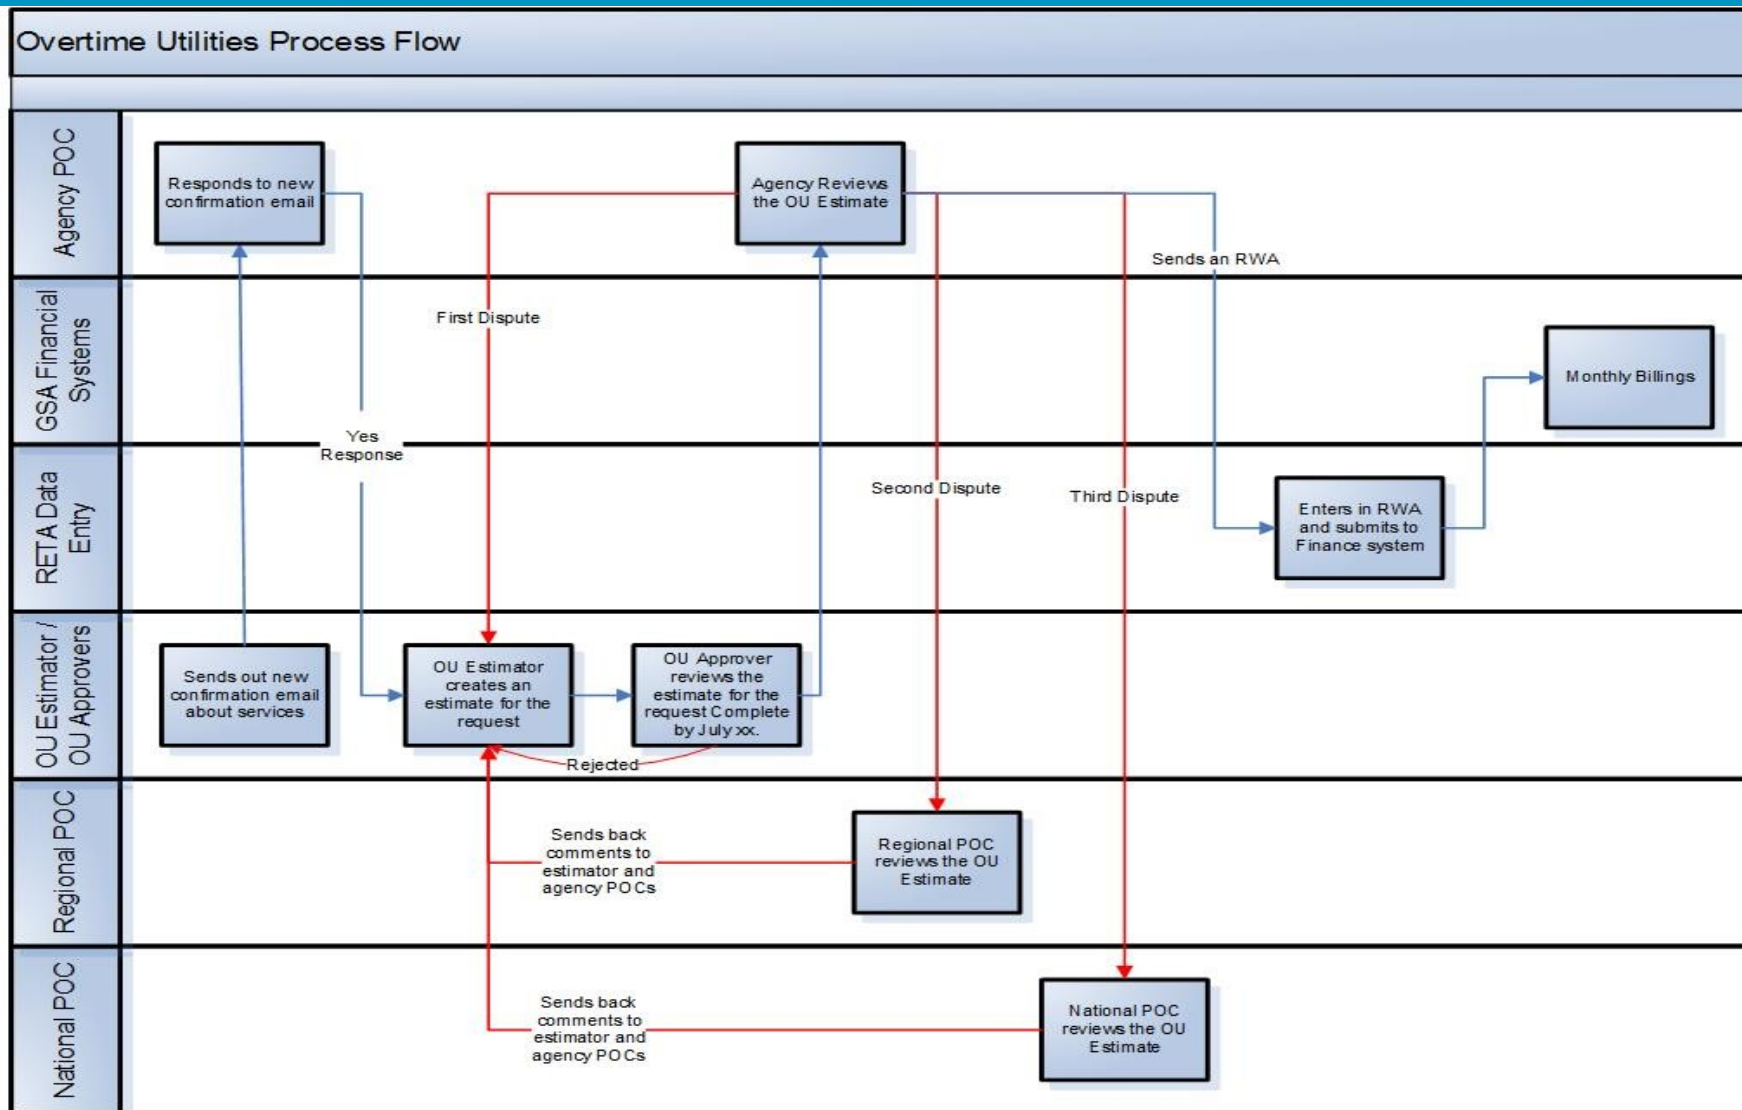 Overtime Utilities Process Flow
Agency POC
Responds to new
confirmation email
Agency Reviews
the OU Estimate
Sends an RWA
GSA Financial
Systems
First Dispute
Monthly Billings
Yes
Response
RETA Data
Entry
Second Dispute
Third Dispute
Enters in RWA
and submits to
Finance system
OU Estimator /
OU Approvers
Sends out new
confirmation email
about services
OU Estimator
creates an
estimate for the
request
OU Approver
reviews the
estimate for the
request Complete
by July xx.
Rejected
Regional POC
Sends back
comments to
estimator and
agency POCs
Regional POC
reviews the OU
Estimate
National POC
Sends back
comments to
estimator and
agency POCs
National POC
reviews the OU
Estimate